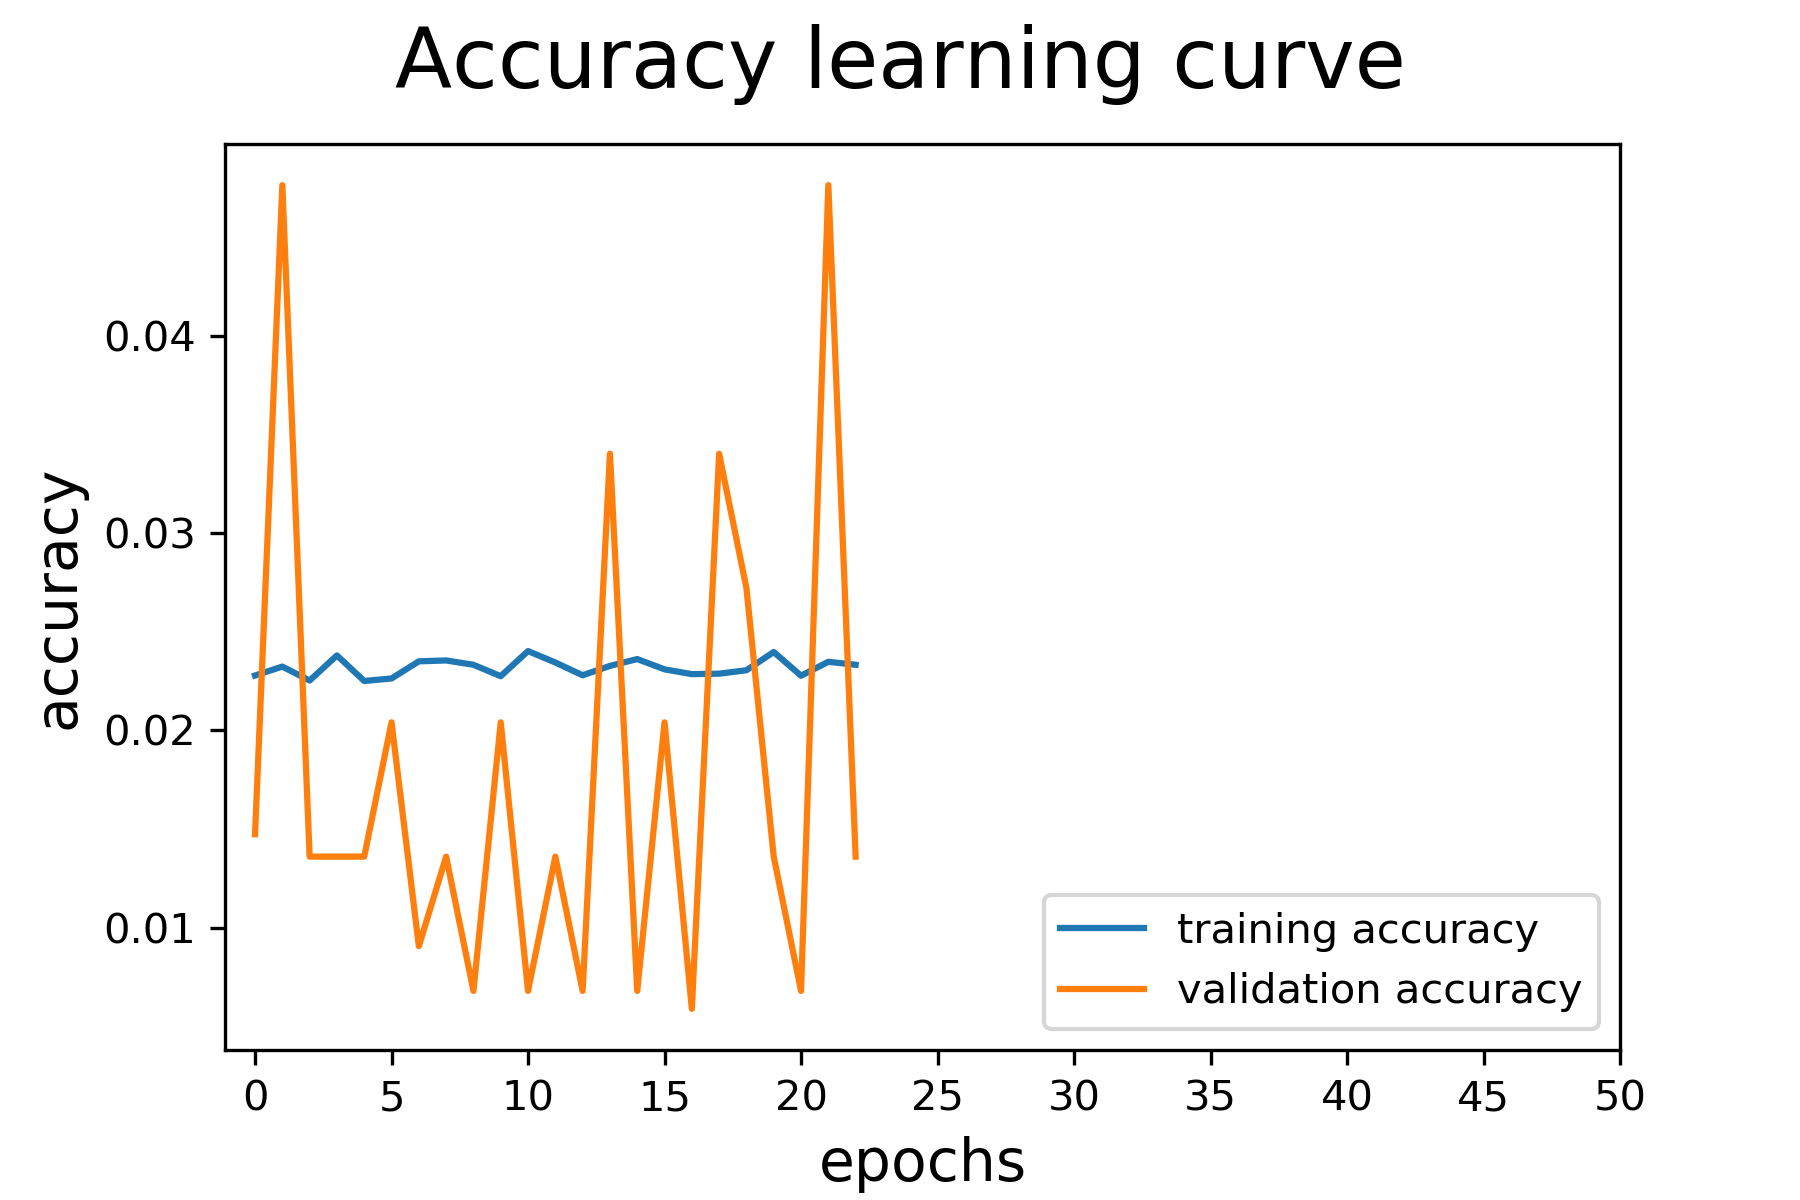 Accuracy learning curve
accuracy
0.04
0.03
0.02
0.01
training accuracy
validation accuracy
0 5 10 15 20 25 30 35 40 45 50
epochs